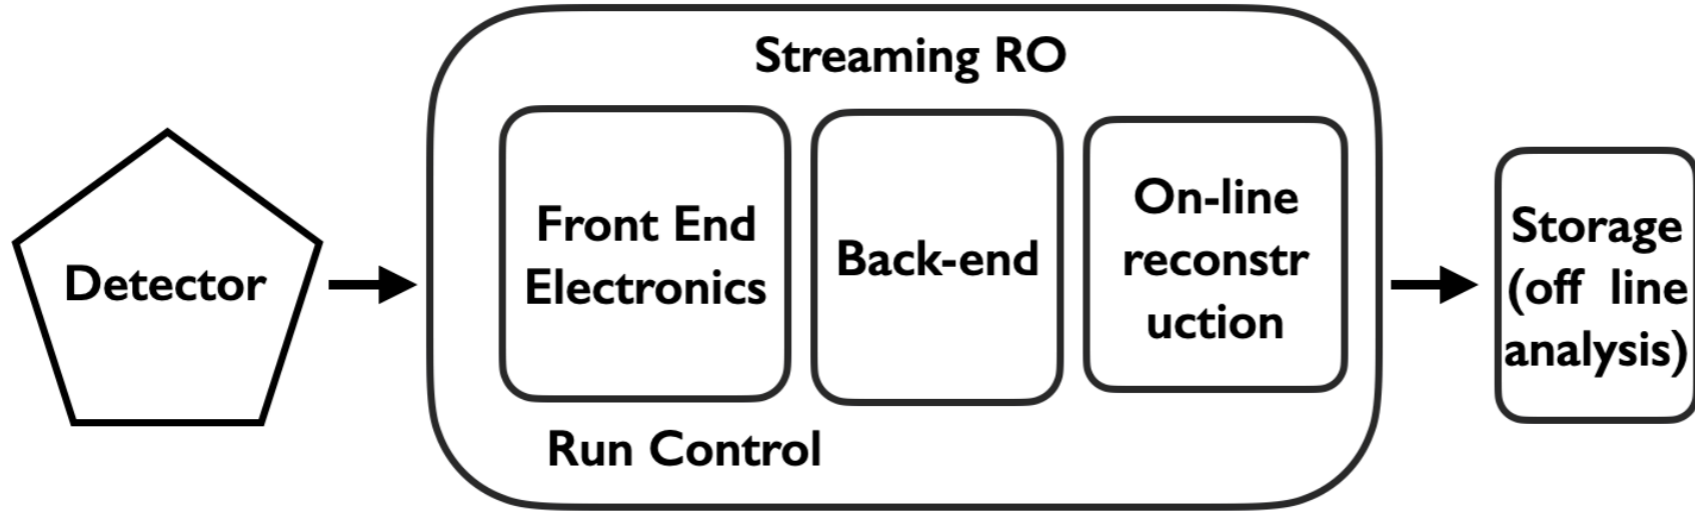 Streaming RO
Detector
Front End
Electronics
Back-end
On-line
reconstr
uction
Run Control
Storage
(off line
analysis)